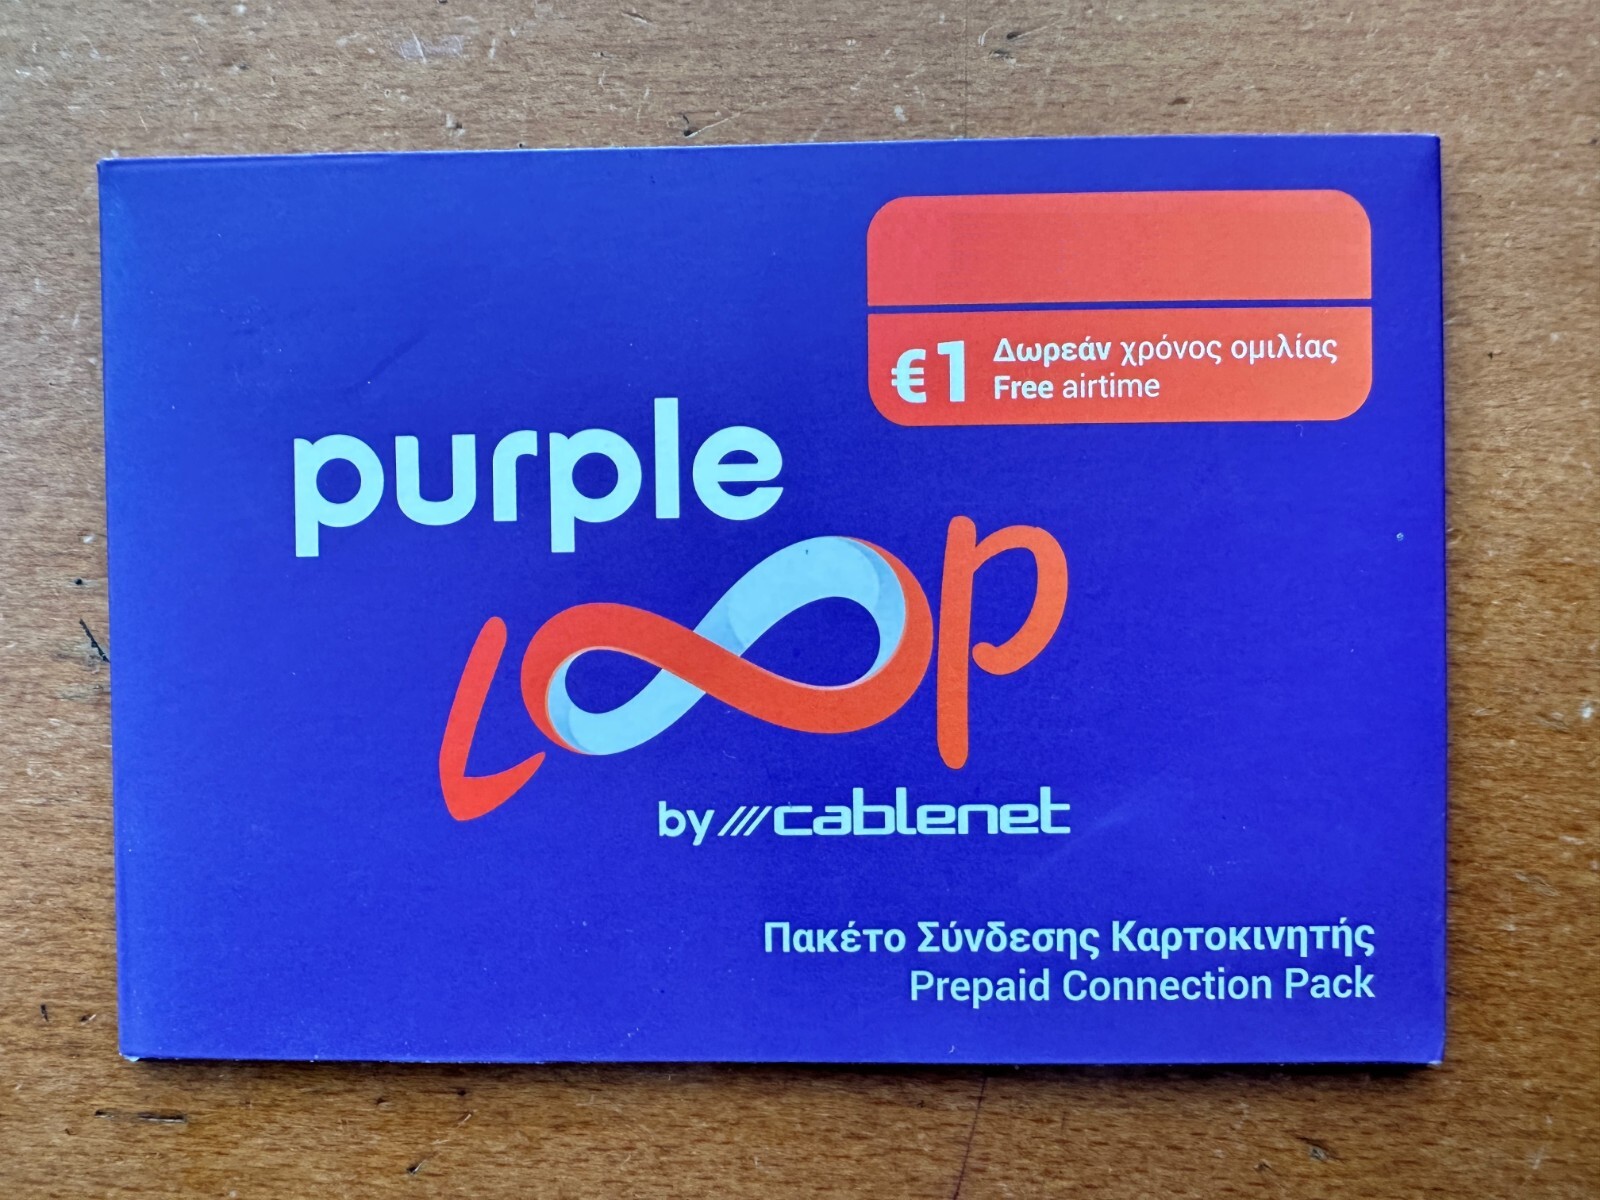 €1 Δωρεάν χρόνος ομιλίας
Free airtime
purple
LOOP
by cablenet
Πακέτο Σύνδεσης Καρτοκινητής
Prepaid Connection Pack